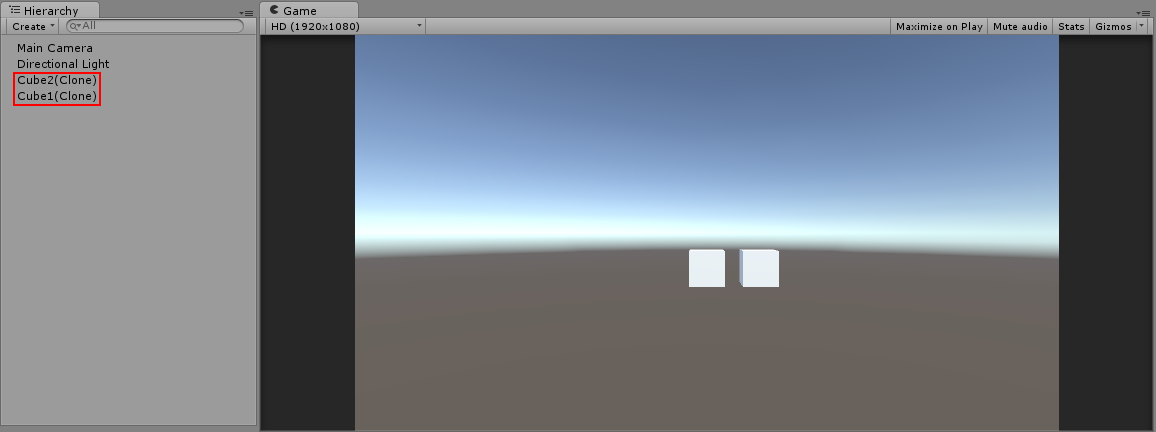 Hierarchy
Create
All
Main Camera
Directional Light
Cube2(Clone)
Cube1(Clone)
Game
HD (1920x1080)
Maximize on Play
Mute audio
Stats
Gizmos